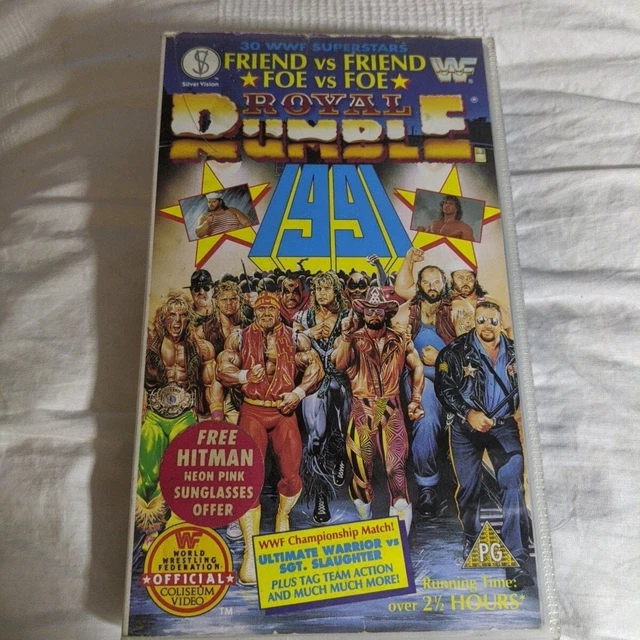 30 WWF SUPERSTARS
FRIEND vs FRIEND
FOE vs FOE
Silver Vision
WF
ROYAL
RUMBLE
1991
FREE
HITMAN
NEON PINK
SUNGLASSES
OFFER
WF
WORLD
WRESTLING
FEDERATION
OFFICIAL
COLISEUM
VIDEO
TM
WWF Championship Match!
ULTIMATE WARRIOR vs
SGT. SLAUGHTER
PLUS TAG TEAM ACTION
AND MUCH MUCH MORE!
PG
Running Time:
over 2½ HOURS*